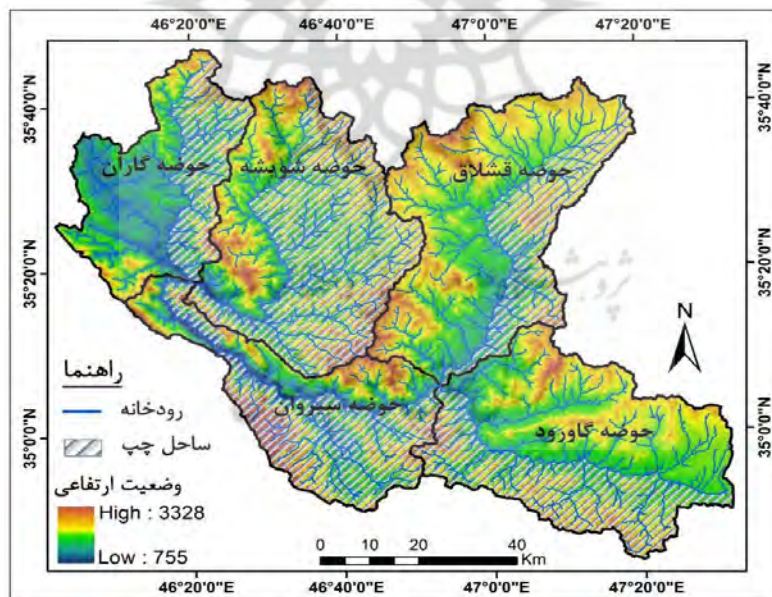 46°20'0"E 46°40'0"E 47°0'0"E 47°20'0"E
35°40'0"N 35°40'0"N
حوضه گاران حوضه شویشه حوضه قشلاق
35°20'0"N 35°20'0"N
N
راهنما
رودخانه
ساحل چپ
حوضه سیروان حوضه گاورود
35°0'0"N 35°0'0"N
وضعیت ارتفاعی
High : 3328
Low : 755
0 5 10 20 30 40
Km
46°20'0"E 46°40'0"E 47°0'0"E 47°20'0"E